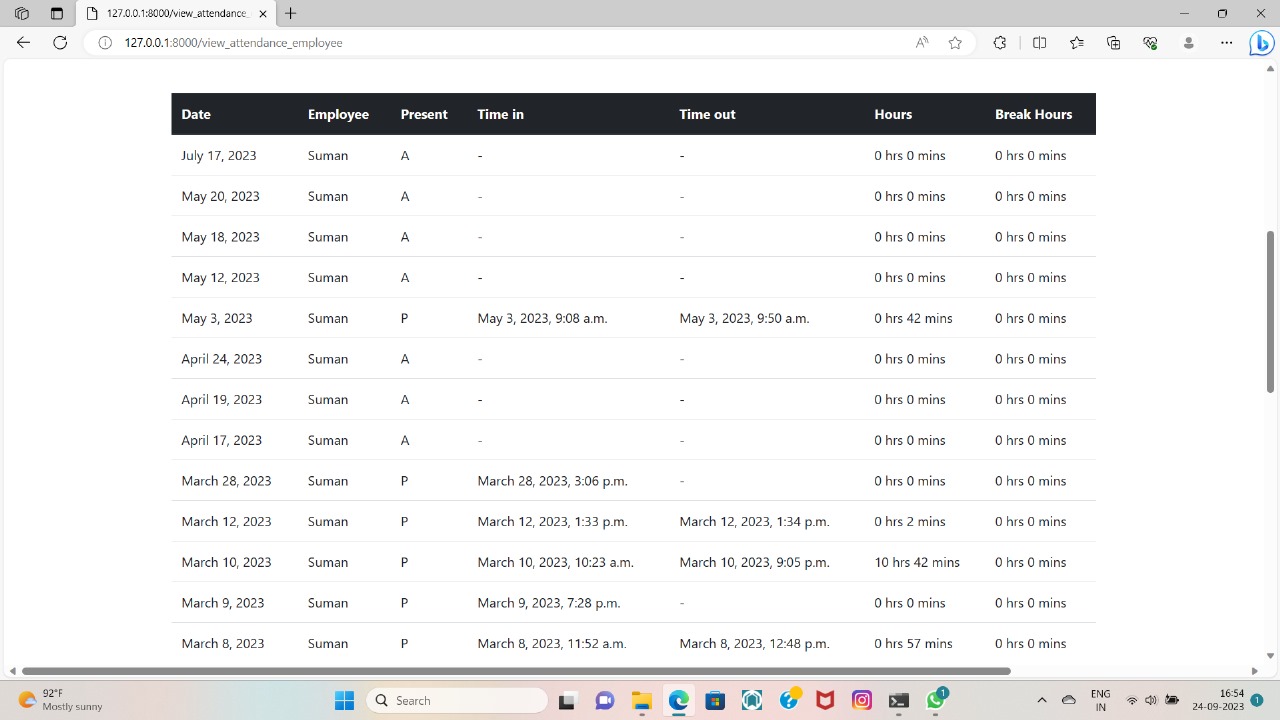 127.0.0.1:8000/view_attendance_
127.0.0.1:8000/view_attendance_employee
Date Employee Present Time in Time out Hours Break Hours
July 17, 2023 Suman A - - 0 hrs 0 mins 0 hrs 0 mins
May 20, 2023 Suman A - - 0 hrs 0 mins 0 hrs 0 mins
May 18, 2023 Suman A - - 0 hrs 0 mins 0 hrs 0 mins
May 12, 2023 Suman A - - 0 hrs 0 mins 0 hrs 0 mins
May 3, 2023 Suman P May 3, 2023, 9:08 a.m. May 3, 2023, 9:50 a.m. 0 hrs 42 mins 0 hrs 0 mins
April 24, 2023 Suman A - - 0 hrs 0 mins 0 hrs 0 mins
April 19, 2023 Suman A - - 0 hrs 0 mins 0 hrs 0 mins
April 17, 2023 Suman A - - 0 hrs 0 mins 0 hrs 0 mins
March 28, 2023 Suman P March 28, 2023, 3:06 p.m. - 0 hrs 0 mins 0 hrs 0 mins
March 12, 2023 Suman P March 12, 2023, 1:33 p.m. March 12, 2023, 1:34 p.m. 0 hrs 2 mins 0 hrs 0 mins
March 10, 2023 Suman P March 10, 2023, 10:23 a.m. March 10, 2023, 9:05 p.m. 10 hrs 42 mins 0 hrs 0 mins
March 9, 2023 Suman P March 9, 2023, 7:28 p.m. - 0 hrs 0 mins 0 hrs 0 mins
March 8, 2023 Suman P March 8, 2023, 11:52 a.m. March 8, 2023, 12:48 p.m. 0 hrs 57 mins 0 hrs 0 mins
92°F
Mostly sunny
Search
1
ENG
IN
16:54
24-09-2023
1